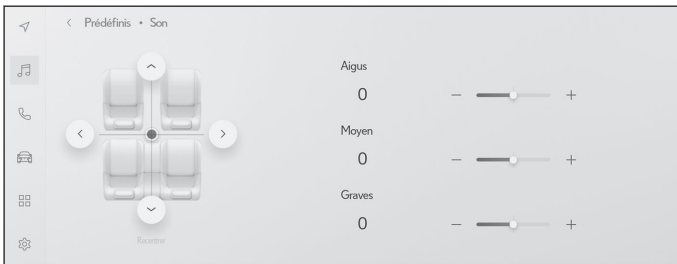 Prédéfinis • Son
Aigus
0
Moyen
0
Graves
0
Recentrer